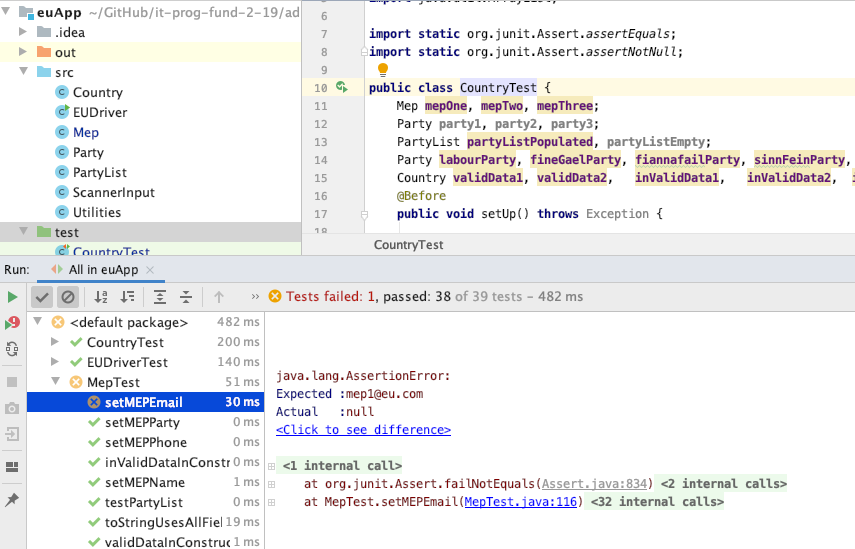 euApp ~/GitHub/it-prog-fund-2-19/ad
.idea
out
src
Country
EUDriver
Mep
Party
PartyList
ScannerInput
Utilities
test
CountryTest
7 import static org.junit.Assert.assertEquals;
8 import static org.junit.Assert.assertNotNull;
9
10 public class CountryTest {
11 Mep mepOne, mepTwo, mepThree;
12 Party party1, party2, party3;
13 PartyList partyListPopulated, partyListEmpty;
14 Party labourParty, fineGaelParty, fiannafailParty, sinnFeinParty,
15 Country validData1, validData2, inValidData1, inValidData2,
16 @Before
17 public void setUp() throws Exception {
18
CountryTest
Run: All in euApp ×
» Tests failed: 1, passed: 38 of 39 tests – 482 ms
<default package> 482 ms
CountryTest 200 ms
EUDriverTest 140 ms
MepTest 51 ms
setMEPEmail 30 ms
setMEPParty 0 ms
setMEPPhone 0 ms
inValidDataInConstr 0 ms
setMEPName 1 ms
testPartyList 0 ms
toStringUsesAllFiel 19 ms
validDataInConstruc 1 ms
java.lang.AssertionError:
Expected :mep1@eu.com
Actual :null
<Click to see difference>
<1 internal call>
at org.junit.Assert.failNotEquals(Assert.java:834) <2 internal calls>
at MepTest.setMEPEmail(MepTest.java:116) <32 internal calls>